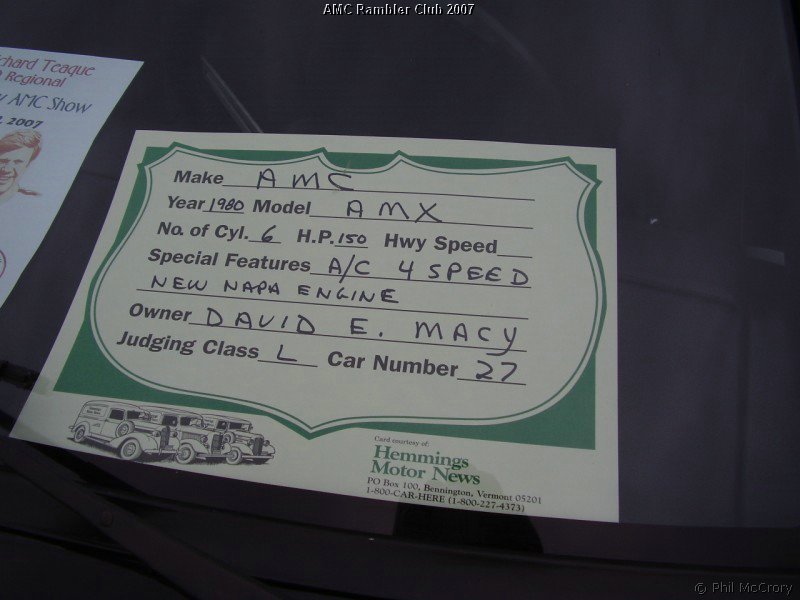 AMC Rambler Club 2007
chard Teaque
Regional
AMC Show
, 2007
Make AMC
Year 1980 Model AMX
No. of Cyl. 6 H.P. 150 Hwy Speed
Special Features A/C 4 SPEED
NEW NAPA ENGINE
Owner DAVID E. MACY
Judging Class L Car Number 27
Card courtesy of:
Hemmings
Motor News
PO Box 100, Bennington, Vermont 05201
1-800-CAR-HERE (1-800-227-4373)
© Phil McCrory